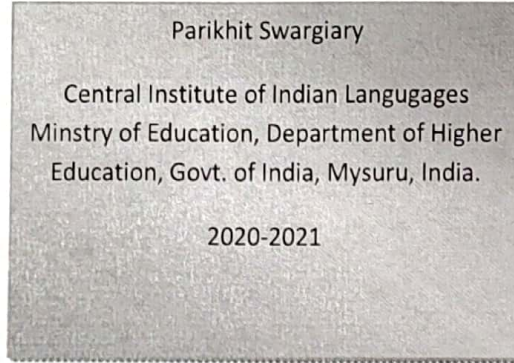 Parikhit Swargiary
Central Institute of Indian Langugages
Minstry of Education, Department of Higher
Education, Govt. of India, Mysuru, India.
2020-2021